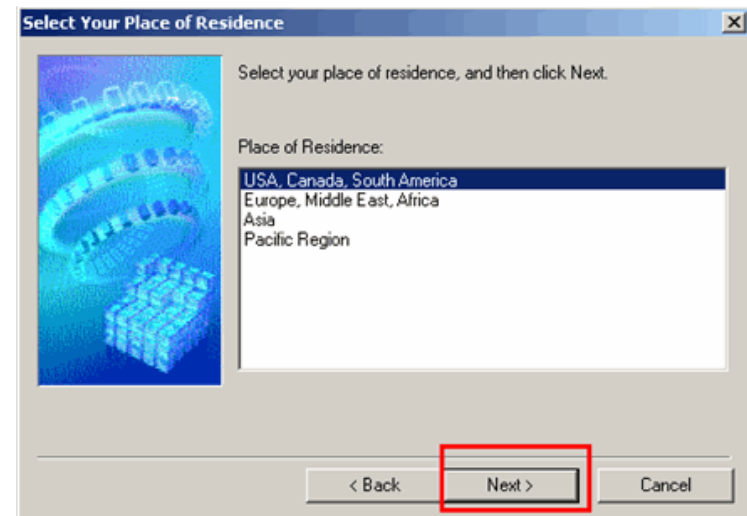 Select Your Place of Residence
Select your place of residence, and then click Next.
Place of Residence:
USA, Canada, South America
Europe, Middle East, Africa
Asia
Pacific Region
< Back
Next >
Cancel